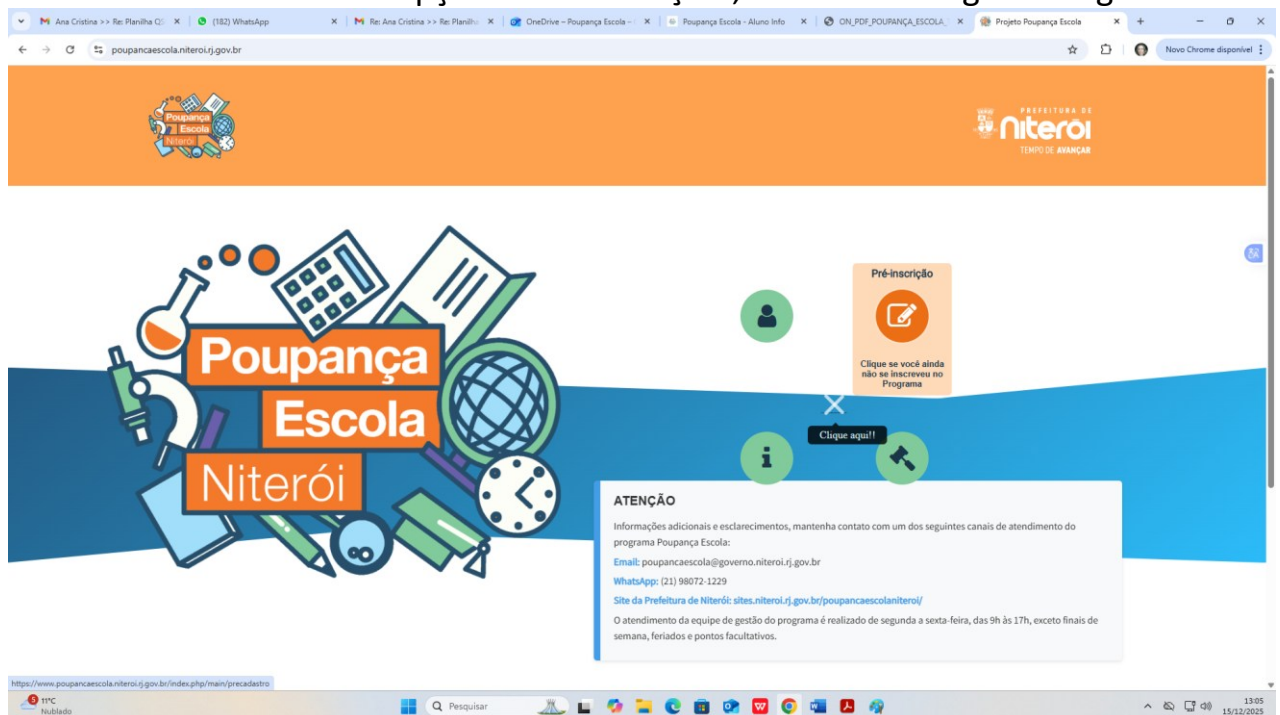 Ana Cristina >> Re: Planilha QS
(182) WhatsApp
Re: Ana Cristina >> Re: Planilha
OneDrive – Poupança Escola –
Poupança Escola - Aluno Info
ON_PDF_POUPANÇA_ESCOLA_
Projeto Poupança Escola
poupancaescola.niteroi.rj.gov.br
Novo Chrome disponível
Poupança
Escola
Niterói
PREFEITURA DE
Niterói
TEMPO DE AVANÇAR
Poupança
Escola
Niterói
Pré-inscrição
Clique se você ainda
não se inscreveu no
Programa
Clique aqui!!
ATENÇÃO
Informações adicionais e esclarecimentos, mantenha contato com um dos seguintes canais de atendimento do
programa Poupança Escola:
Email: poupancaescola@governo.niteroi.rj.gov.br
WhatsApp: (21) 98072-1229
Site da Prefeitura de Niterói: sites.niteroi.rj.gov.br/poupancaescolaniteroi/
O atendimento da equipe de gestão do programa é realizado de segunda a sexta-feira, das 9h às 17h, exceto finais de
semana, feriados e pontos facultativos.
https://www.poupancaescola.niteroi.rj.gov.br/index.php/main/precadastro
5
11°C
Nublado
Pesquisar
13:05
15/12/2025